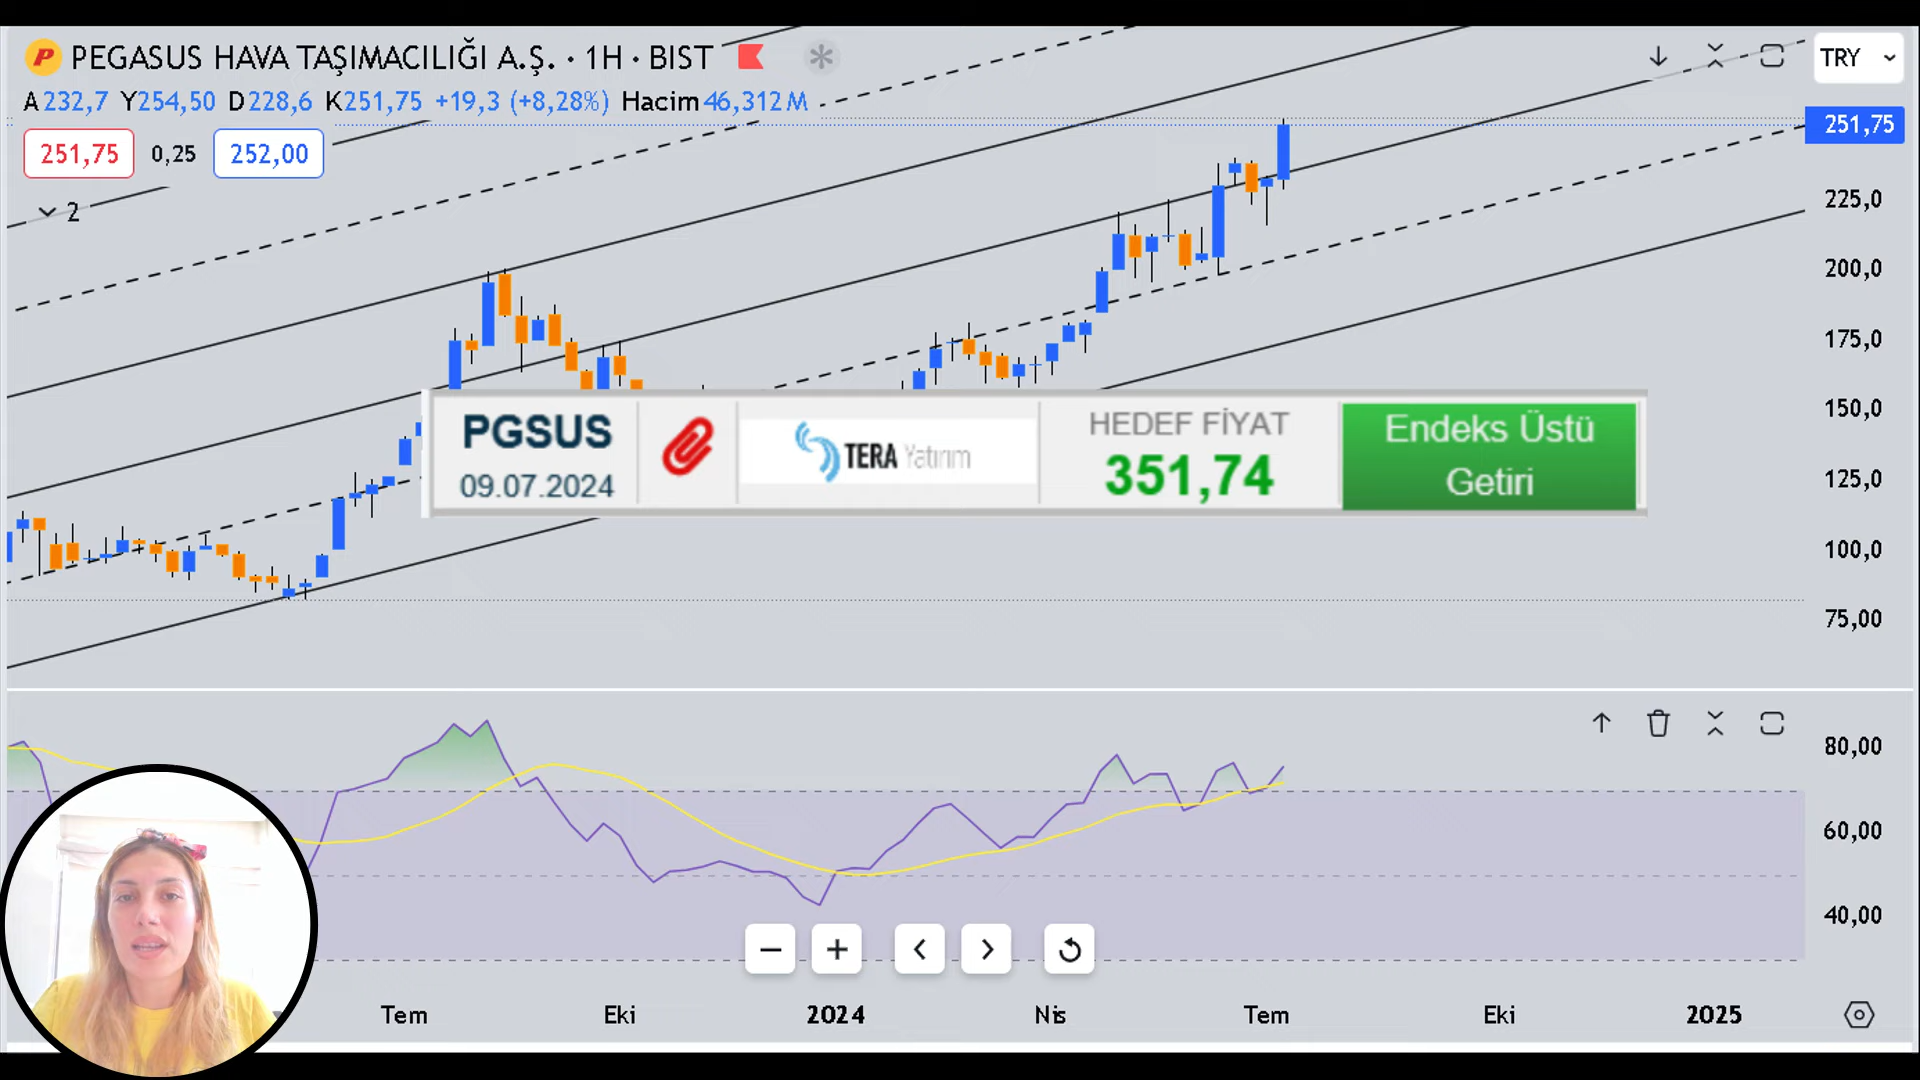 PEGASUS HAVA TAŞIMACILIĞI A.Ş. · 1H · BIST
TRY
A232,7 Y254,50 D228,6 K251,75 +19,3 (+8,28%) Hacim46,312M
251,75
251,75 0,25 252,00
225,0
2
200,0
175,0
150,0
PGSUS
09.07.2024
TERA Yatırım
HEDEF FİYAT
351,74
Endeks Üstü
Getiri
125,0
100,0
75,00
80,00
60,00
40,00
Tem Eki 2024 Nis Tem Eki 2025